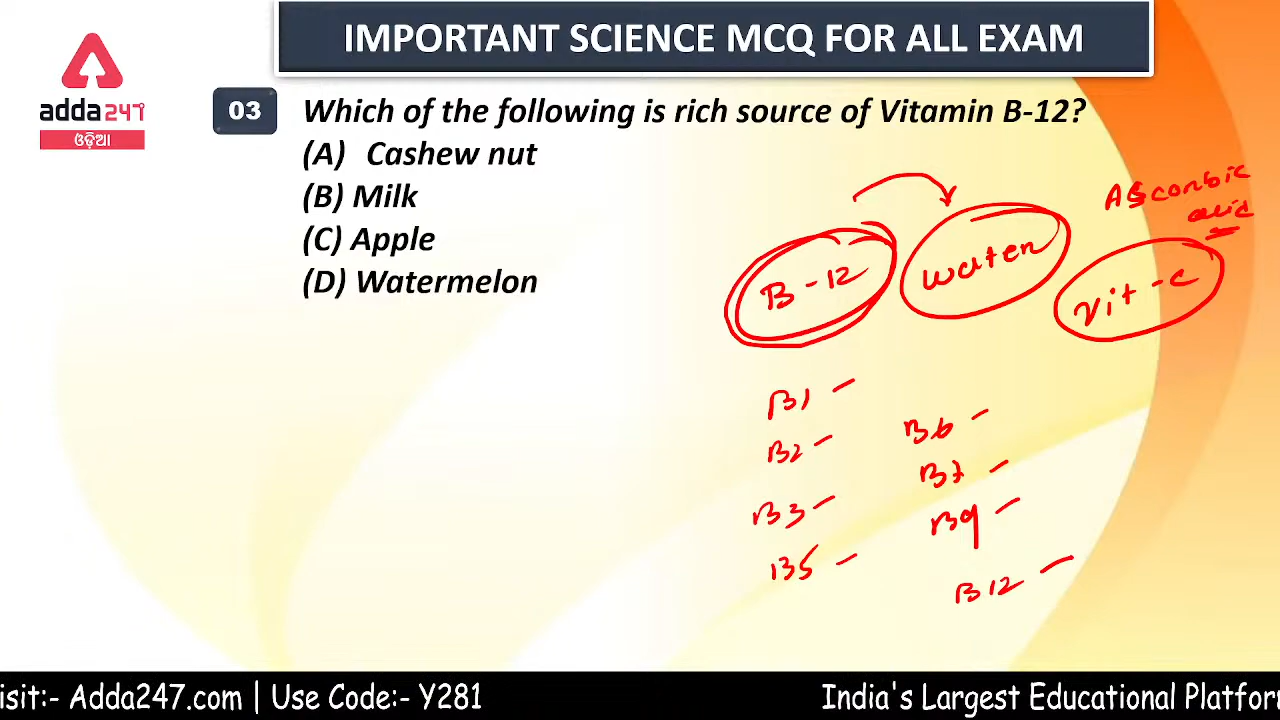 IMPORTANT SCIENCE MCQ FOR ALL EXAM
adda247
ଓଡ଼ିଆ
03 Which of the following is rich source of Vitamin B-12?
(A) Cashew nut
(B) Milk
(C) Apple
(D) Watermelon
Ascorbic
acid
B-12 water Vit-C
B1 -
B2 -
B3 -
B5 -
B6 -
B7 -
B9 -
B12 -
isit:- Adda247.com | Use Code:- Y281
India's Largest Educational Platfor